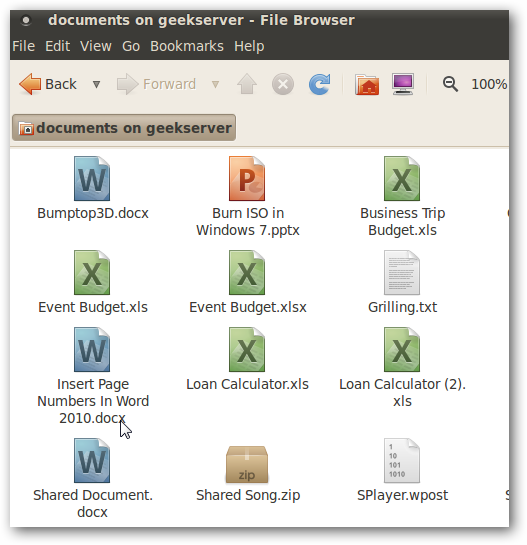 documents on geekserver - File Browser
File Edit View Go Bookmarks Help
Back Forward 100%
documents on geekserver
W P X
Bumptop3D.docx Burn ISO in Business Trip
Windows 7.pptx Budget.xls
X X
Event Budget.xls Event Budget.xlsx Grilling.txt
W X X
Insert Page Loan Calculator.xls Loan Calculator (2).
Numbers In Word xls
2010.docx
W zip 1 10 101 1010
Shared Document. Shared Song.zip SPlayer.wpost
docx